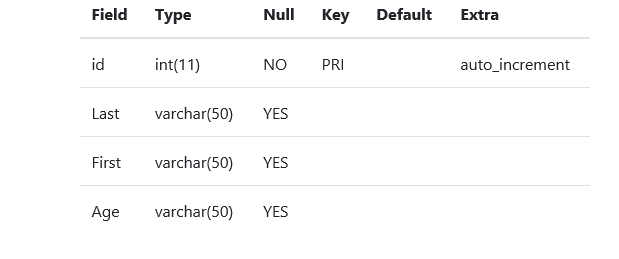 Field Type Null Key Default Extra
id int(11) NO PRI auto_increment
Last varchar(50) YES
First varchar(50) YES
Age varchar(50) YES